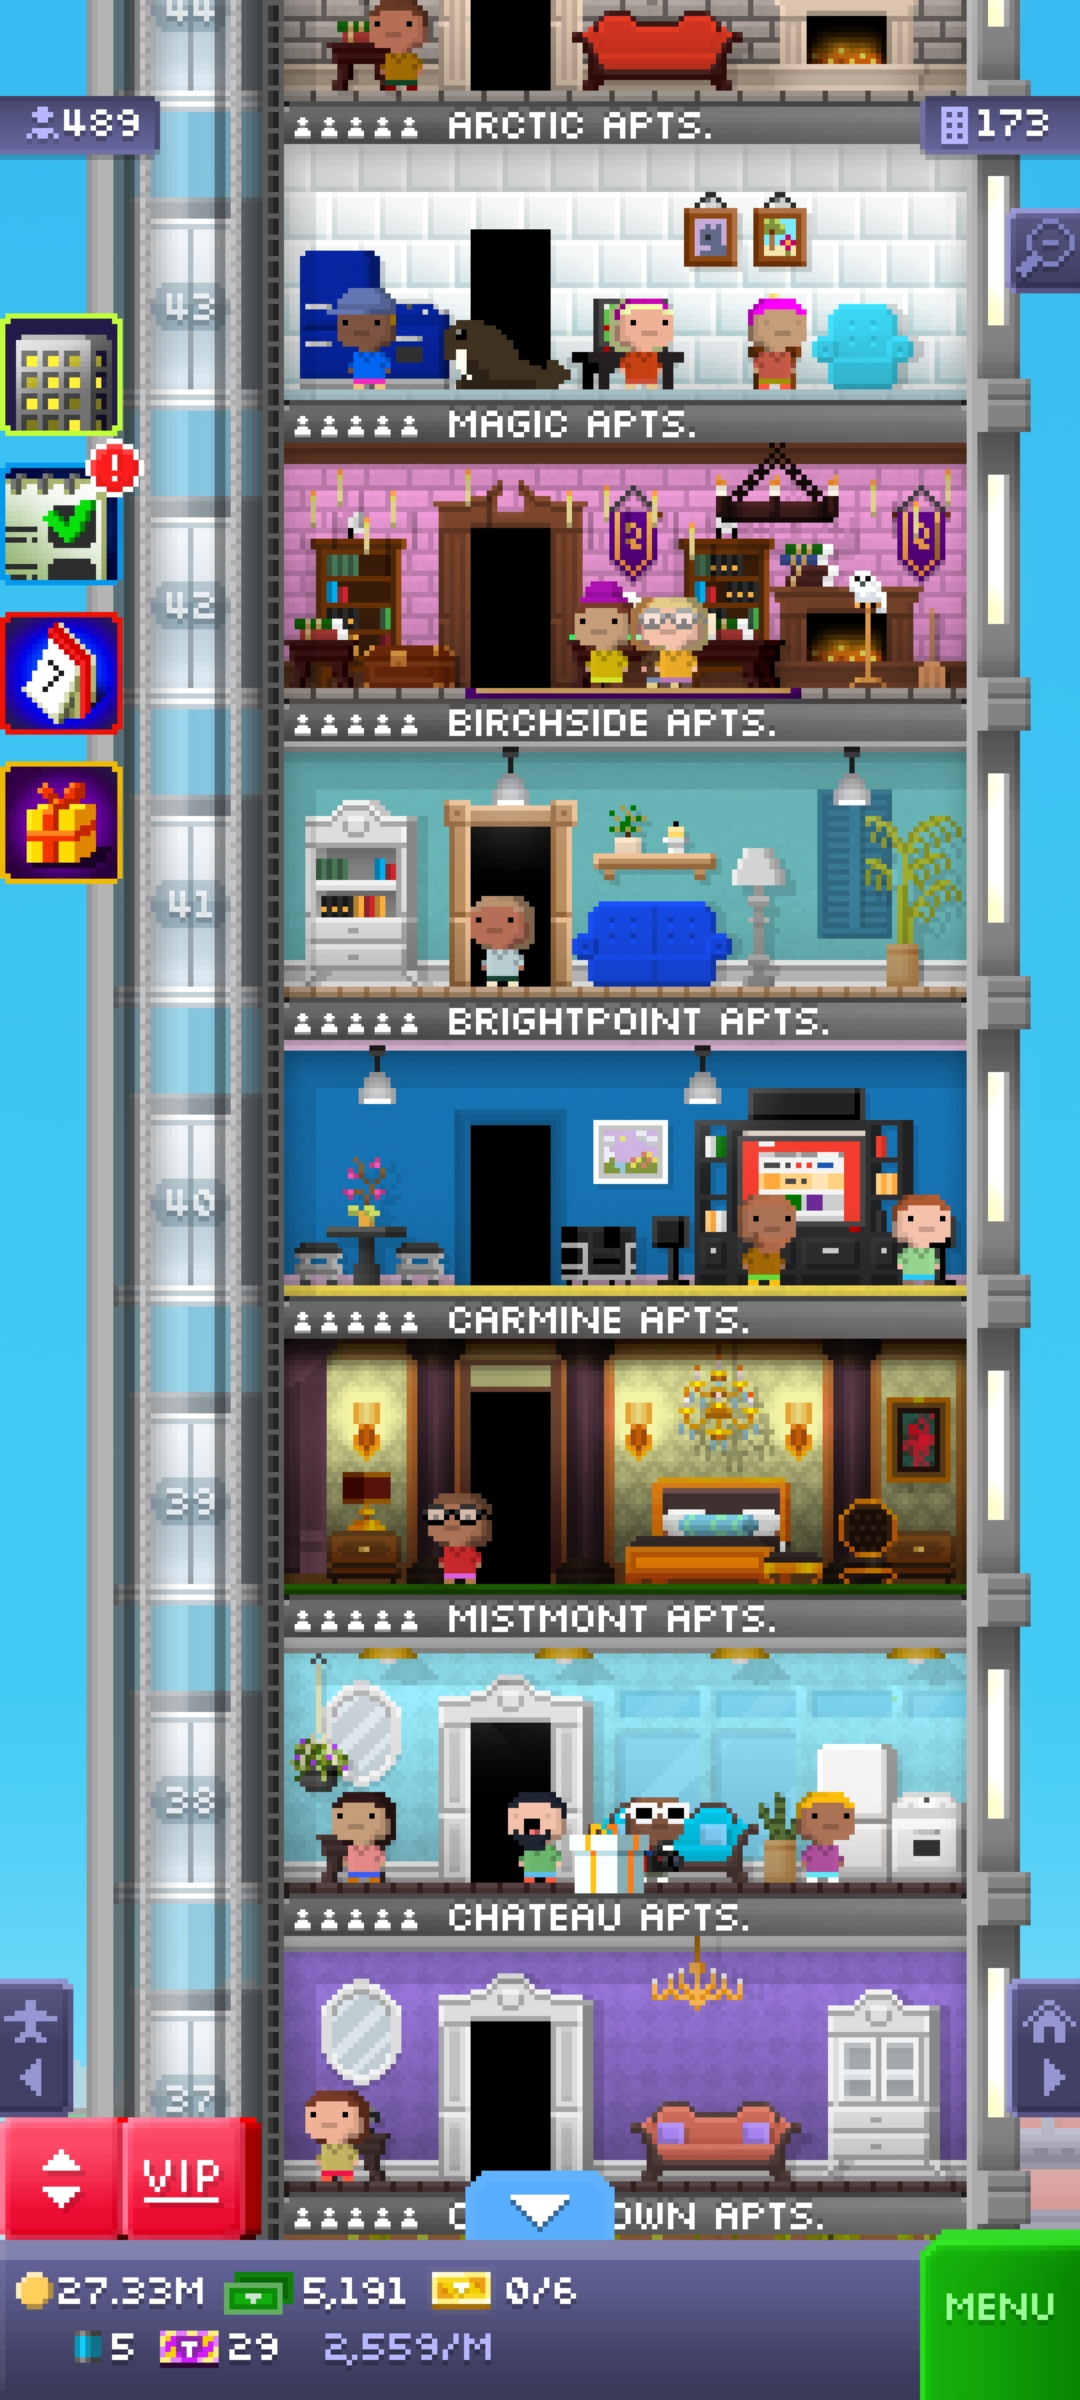 44
489
ARCTIC APTS.
173
43
MAGIC APTS.
42
BIRCHSIDE APTS.
41
BRIGHTPOINT APTS.
40
CARMINE APTS.
39
MISTMONT APTS.
38
CHATEAU APTS.
37
VIP
OWN APTS.
27.33M 5,191 0/6
MENU
5 29 2,559/M